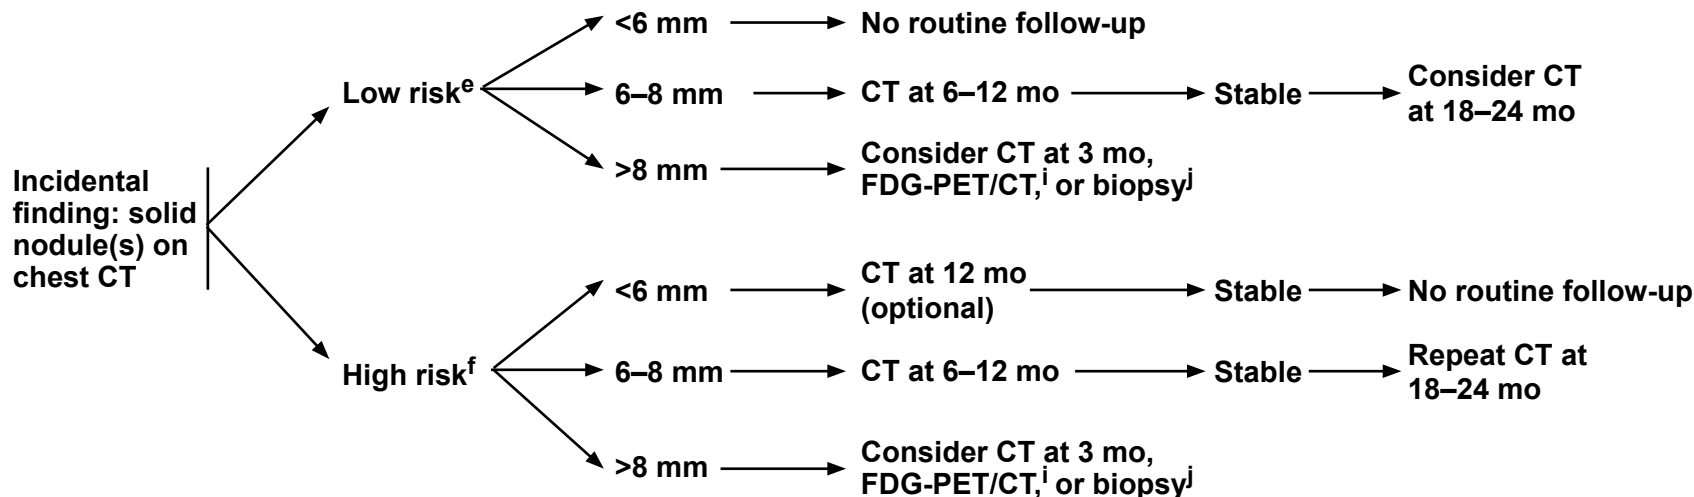 Incidental
finding: solid
nodule(s) on
chest CT
Low riskᵉ
<6 mm
No routine follow-up
6–8 mm
CT at 6–12 mo
Stable
Consider CT
at 18–24 mo
>8 mm
Consider CT at 3 mo,
FDG-PET/CT,ⁱ or biopsyʲ
High riskᶠ
<6 mm
CT at 12 mo
(optional)
Stable
No routine follow-up
6–8 mm
CT at 6–12 mo
Stable
Repeat CT at
18–24 mo
>8 mm
Consider CT at 3 mo,
FDG-PET/CT,ⁱ or biopsyʲ